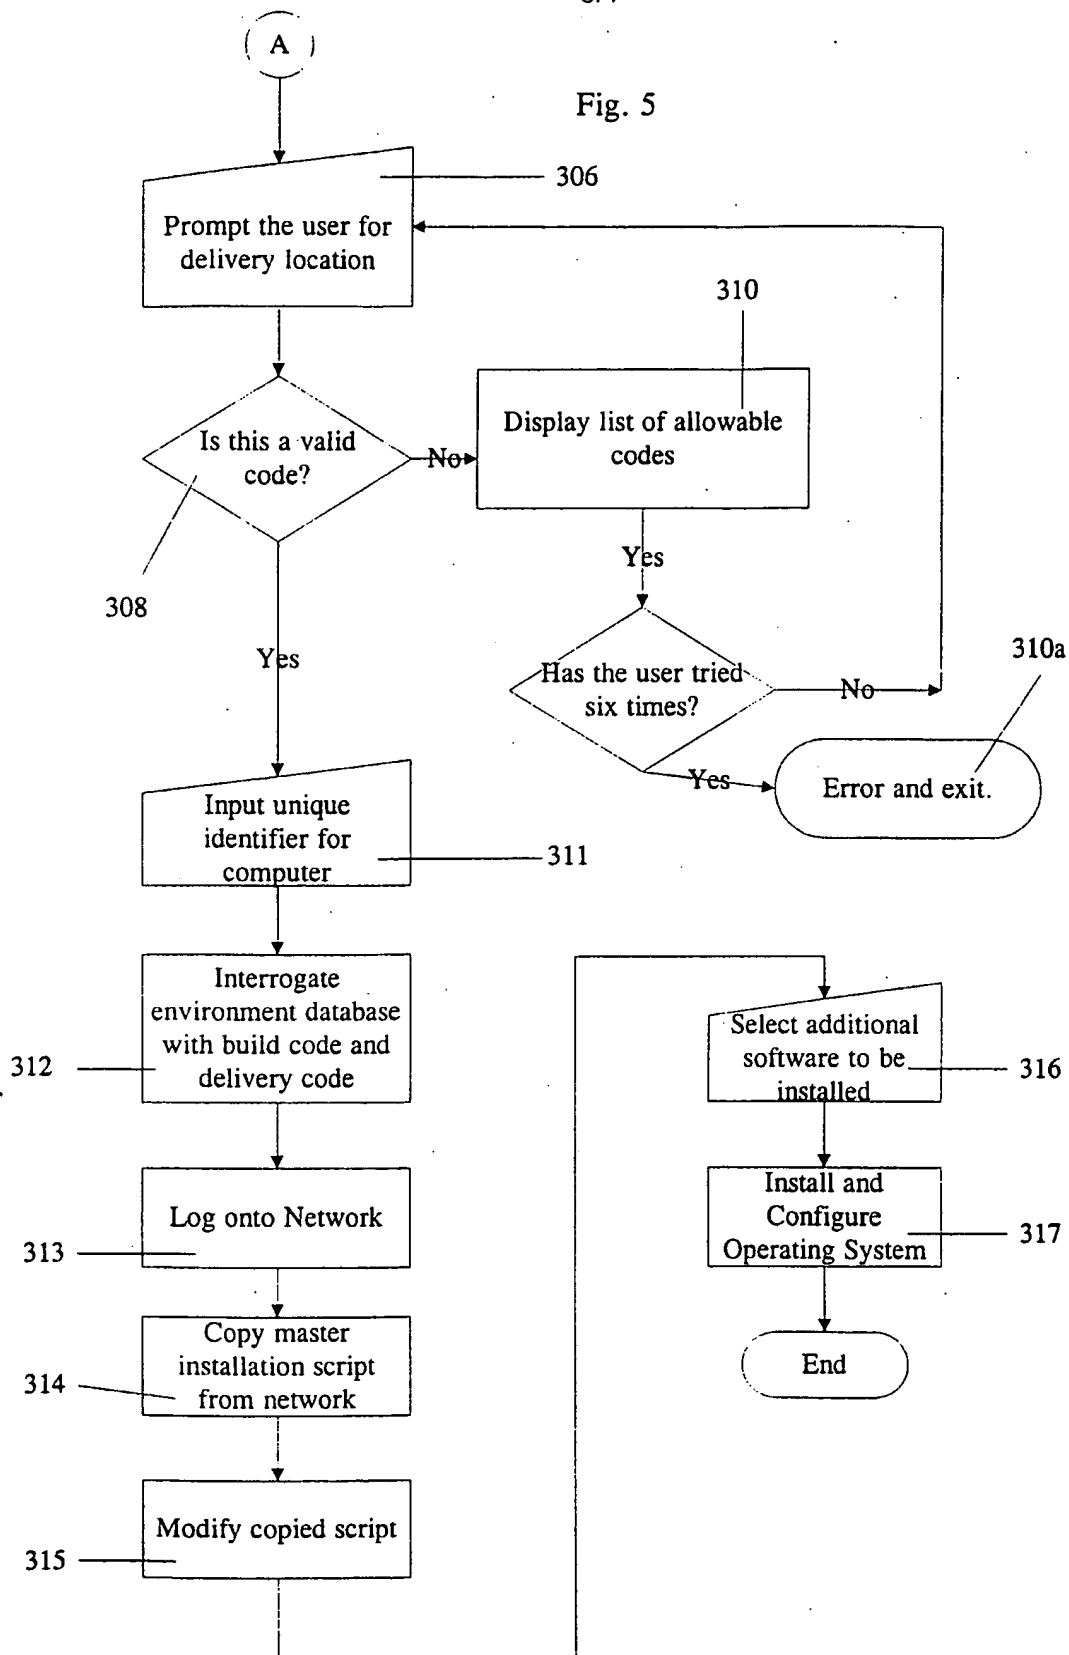 A
Fig. 5
306
Prompt the user for
delivery location
310
Display list of allowable
codes
Is this a valid
code?
No
308
Yes
Yes
Has the user tried
six times?
No
310a
Yes
Error and exit.
Input unique
identifier for
computer
311
Interrogate
environment database
with build code and
delivery code
312
Log onto Network
313
Copy master
installation script
from network
314
Modify copied script
315
Select additional
software to be
installed
316
Install and
Configure
Operating System
317
End